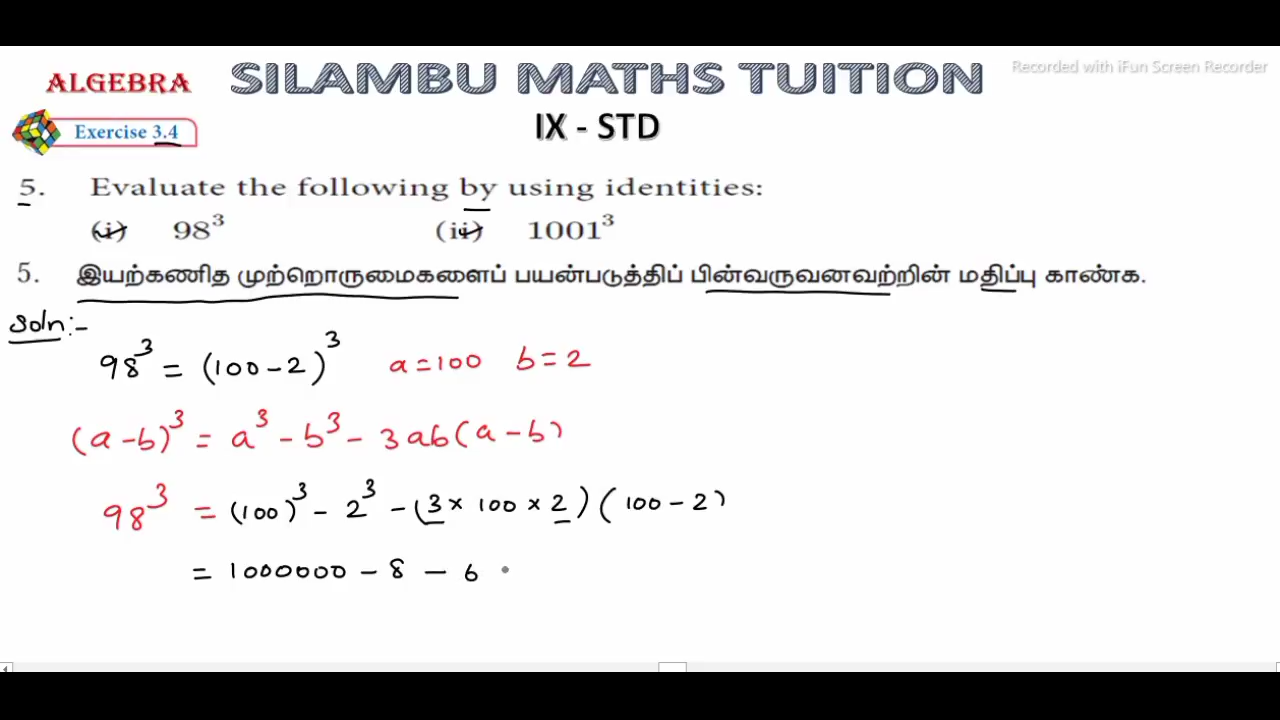 ALGEBRA SILAMBU MATHS TUITION Recorded with iFun Screen Recorder
Exercise 3.4 IX - STD
5. Evaluate the following by using identities:
(i) 98³ (ii) 1001³
5. இயற்கணித முற்றொருமைகளைப் பயன்படுத்திப் பின்வருவனவற்றின் மதிப்பு காண்க.
Soln:-
98³ = (100-2)³ a=100 b=2
(a-b)³ = a³ - b³ - 3ab(a-b)
98³ = (100)³ - 2³ - (3×100×2)(100-2)
= 1000000 - 8 - 6